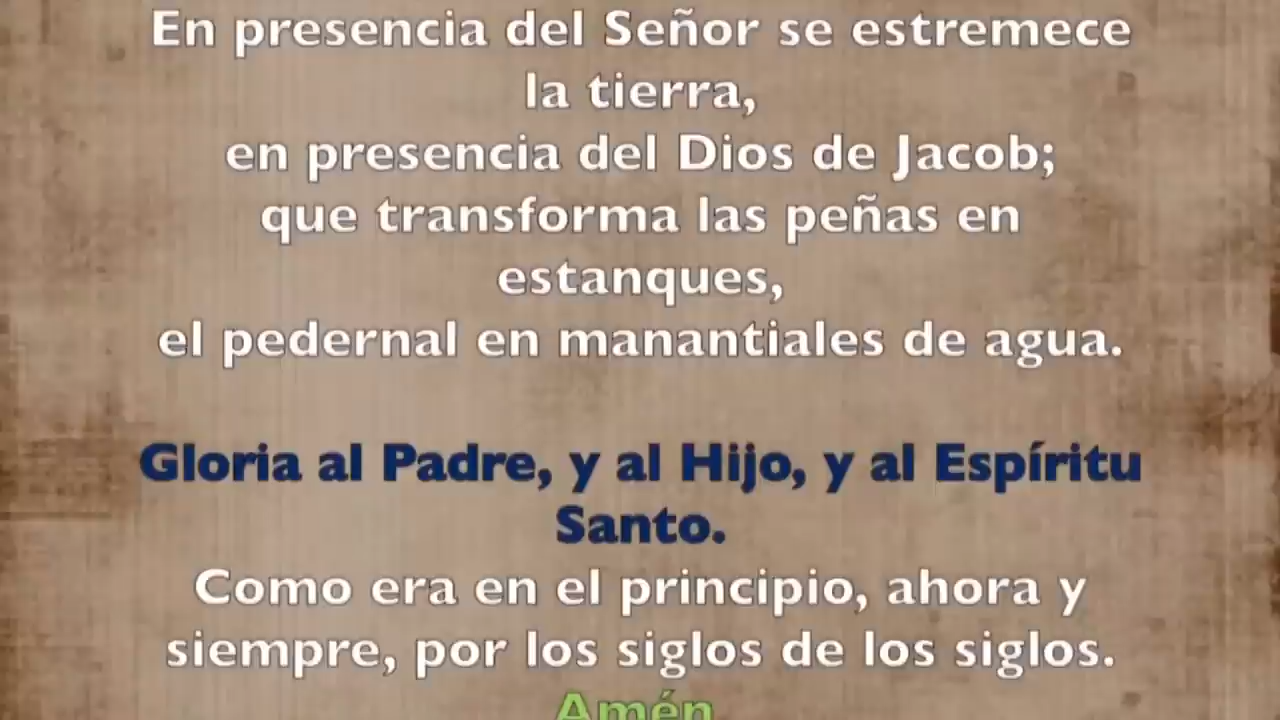 En presencia del Señor se estremece
la tierra,
en presencia del Dios de Jacob;
que transforma las peñas en
estanques,
el pedernal en manantiales de agua.
Gloria al Padre, y al Hijo, y al Espíritu
Santo.
Como era en el principio, ahora y
siempre, por los siglos de los siglos.
Amén